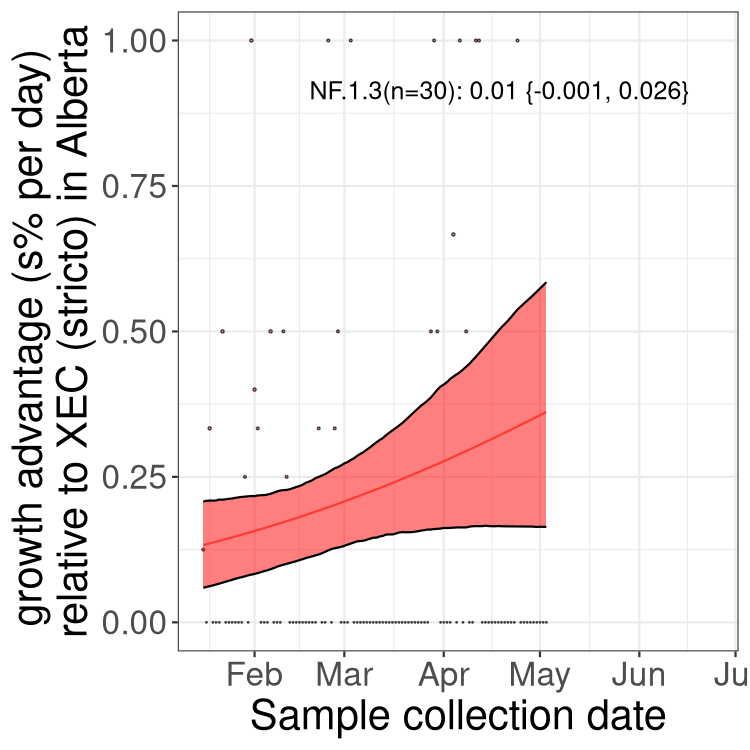 growth advantage (s% per day)
relative to XEC (stricto) in Alberta
1.00
NF.1.3(n=30): 0.01 {-0.001, 0.026}
0.75
0.50
0.25
0.00
Feb Mar Apr May Jun Ju
Sample collection date